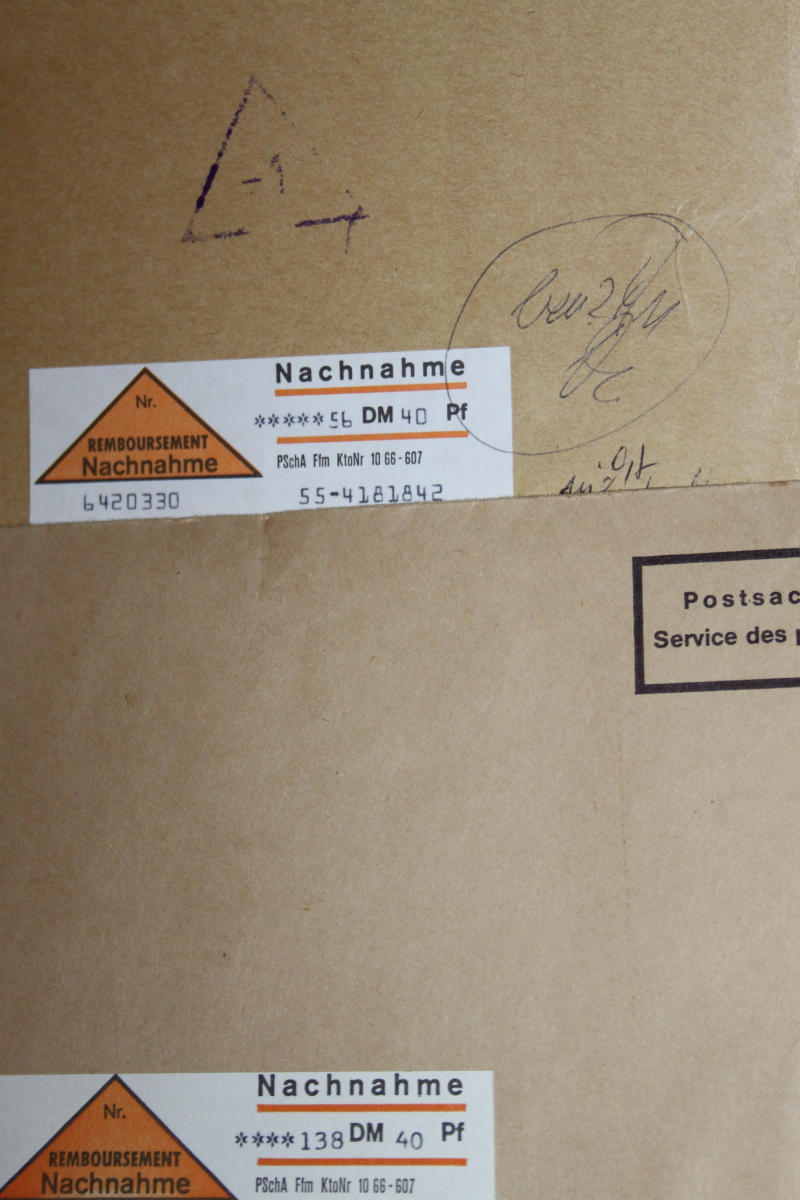 -1
Nachnahme
Nr.
*****56 DM 40 Pf
REMBOURSEMENT
Nachnahme
PSchA Ffm KtoNr 10 66-607
6420330
55-4181842
Postsac
Service des p
Nachnahme
Nr.
****138 DM 40 Pf
REMBOURSEMENT
Nachnahme
PSchA Ffm KtoNr 10 66-607